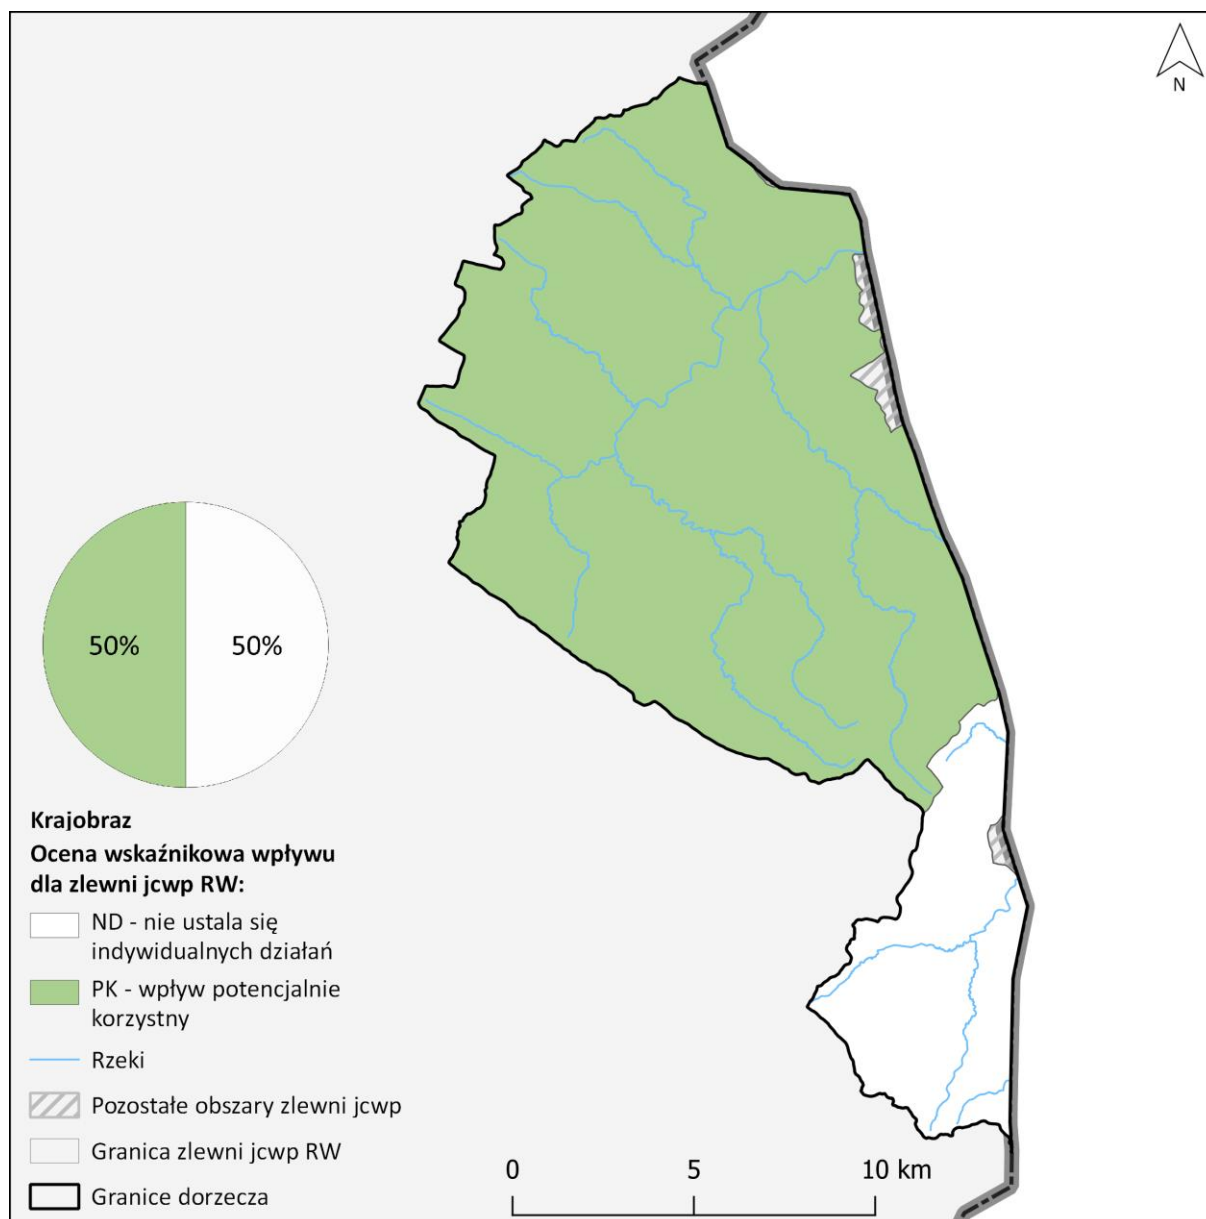 N
50%
50%
Krajobraz
Ocena wskaźnikowa wpływu
dla zlewni jcwp RW:
ND - nie ustala się
indywidualnych działań
PK - wpływ potencjalnie
korzystny
Rzeki
Pozostałe obszary zlewni jcwp
Granica zlewni jcwp RW
Granice dorzecza
0
5
10 km